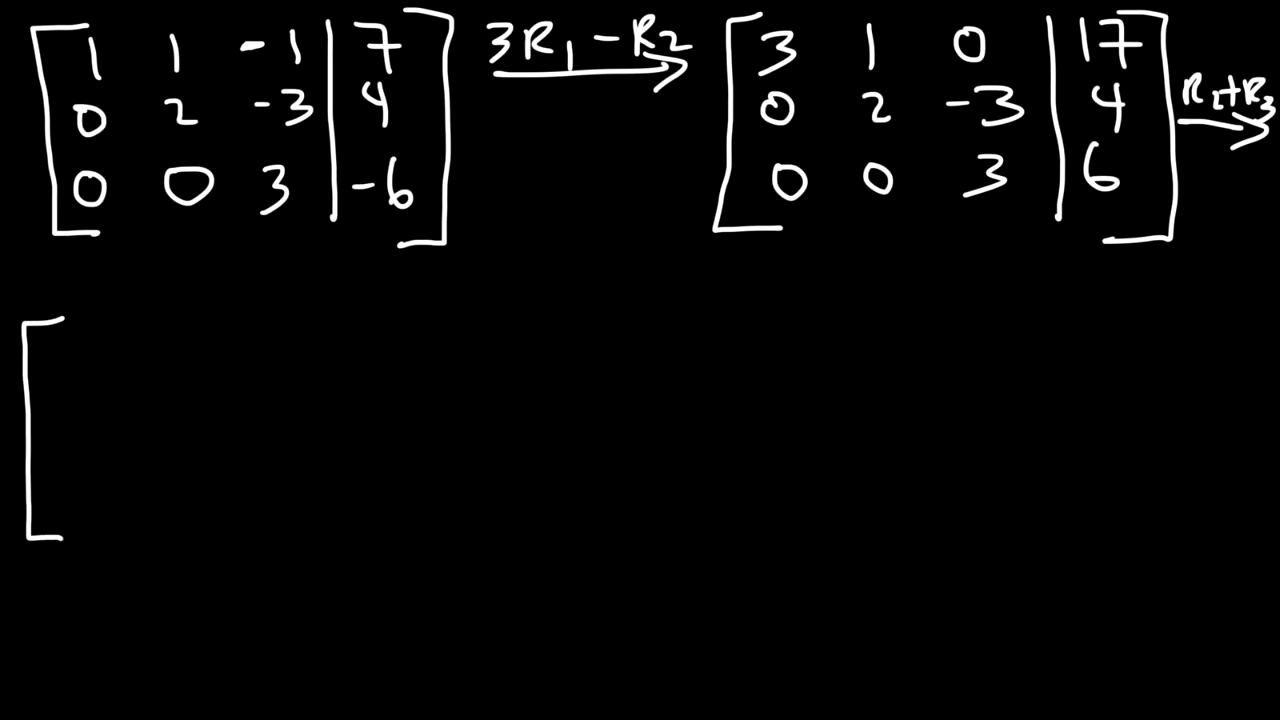 1 1 -1 | 7 3R₁ - R₂ 3 1 0 | 17
0 2 -3 | 4 0 2 -3 | 4 R₂+R₃
0 0 3 | -6 0 0 3 | 6